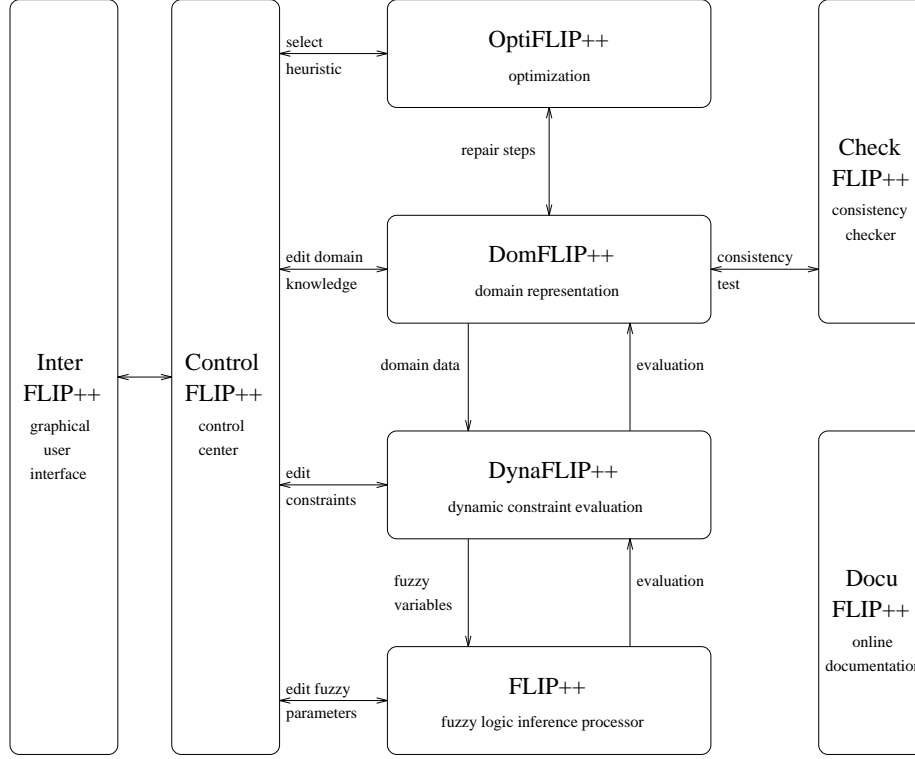 select
heuristic
OptiFLIP++
optimization
repair steps
Check
FLIP++
consistency
checker
edit domain
knowledge
DomFLIP++
domain representation
consistency
test
Inter
FLIP++
graphical
user
interface
Control
FLIP++
control
center
domain data
evaluation
edit
constraints
DynaFLIP++
dynamic constraint evaluation
fuzzy
variables
evaluation
Docu
FLIP++
online
documentation
edit fuzzy
parameters
FLIP++
fuzzy logic inference processor